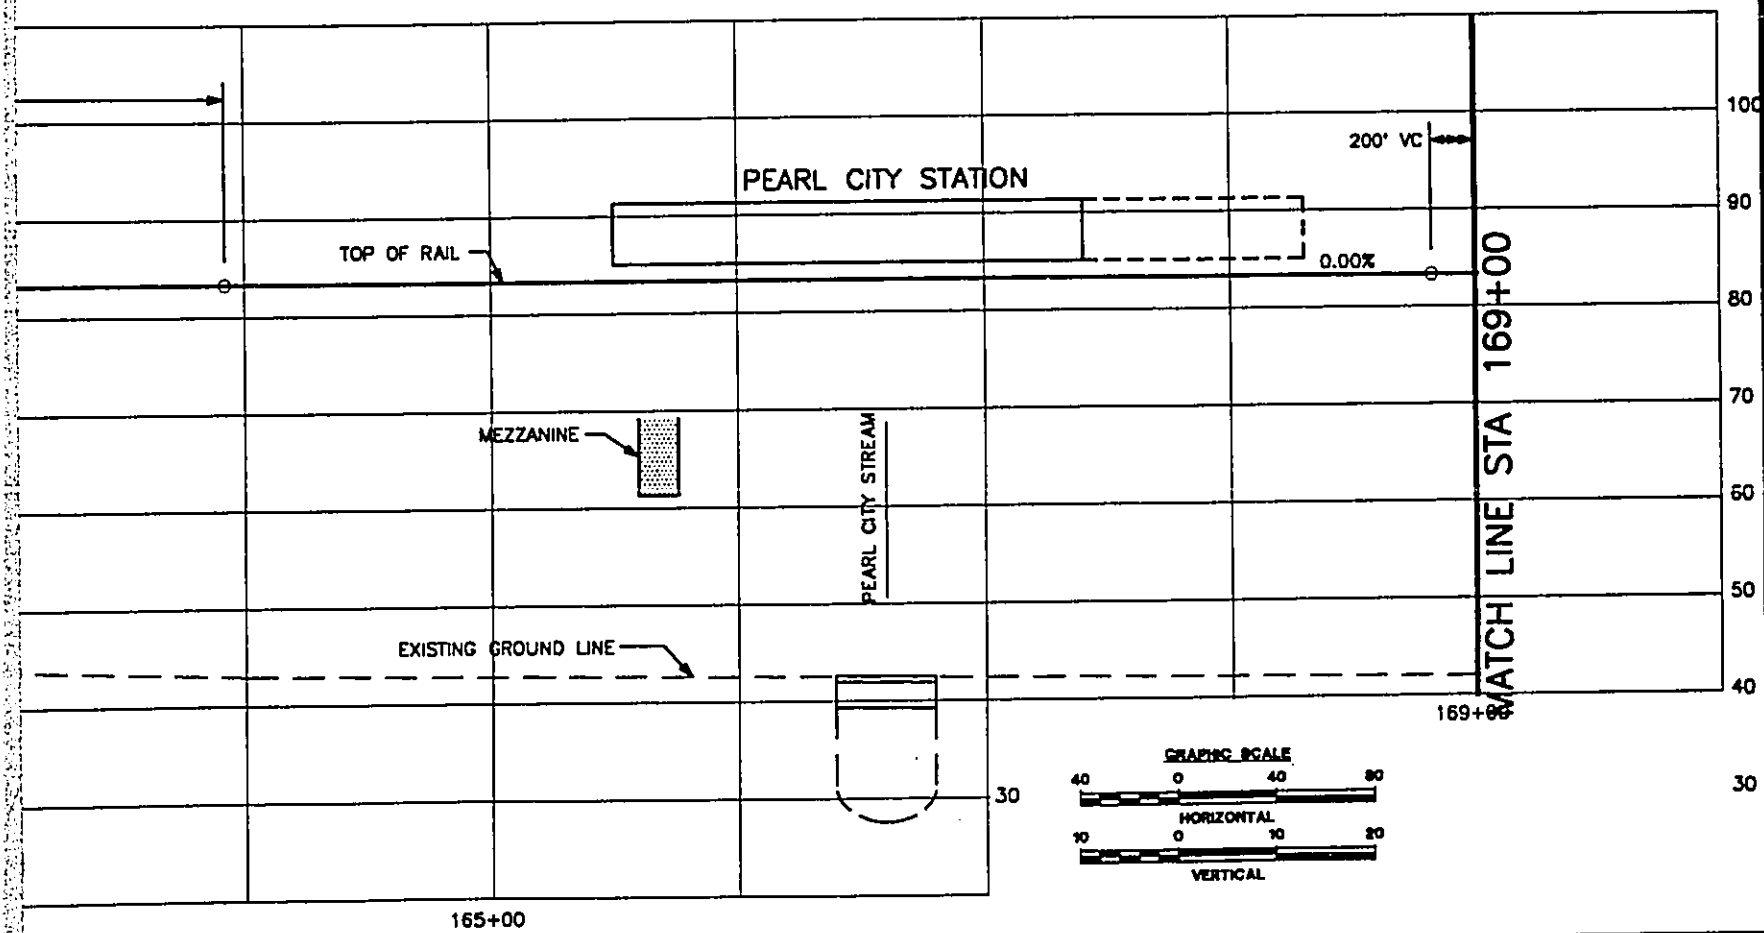 100
200' VC
PEARL CITY STATION
90
TOP OF RAIL
0.00%
80
MATCH LINE STA 169+00
70
MEZZANINE
PEARL CITY STREAM
60
50
EXISTING GROUND LINE
40
169+00
GRAPHIC SCALE
40 0 40 80
30
30
HORIZONTAL
10 0 10 20
VERTICAL
165+00